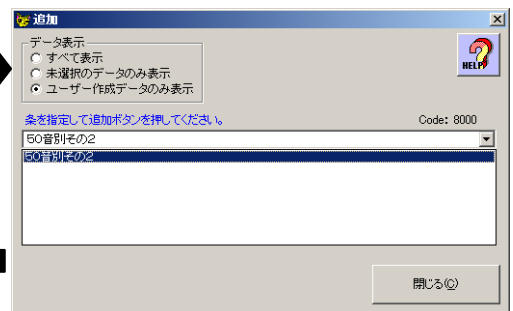 追加
データ表示
すべて表示
未選択のデータのみ表示
ユーザー作成データのみ表示
HELP
条を指定して追加ボタンを押してください。
Code: 8000
50音別その2
50音別その2
閉じる(C)